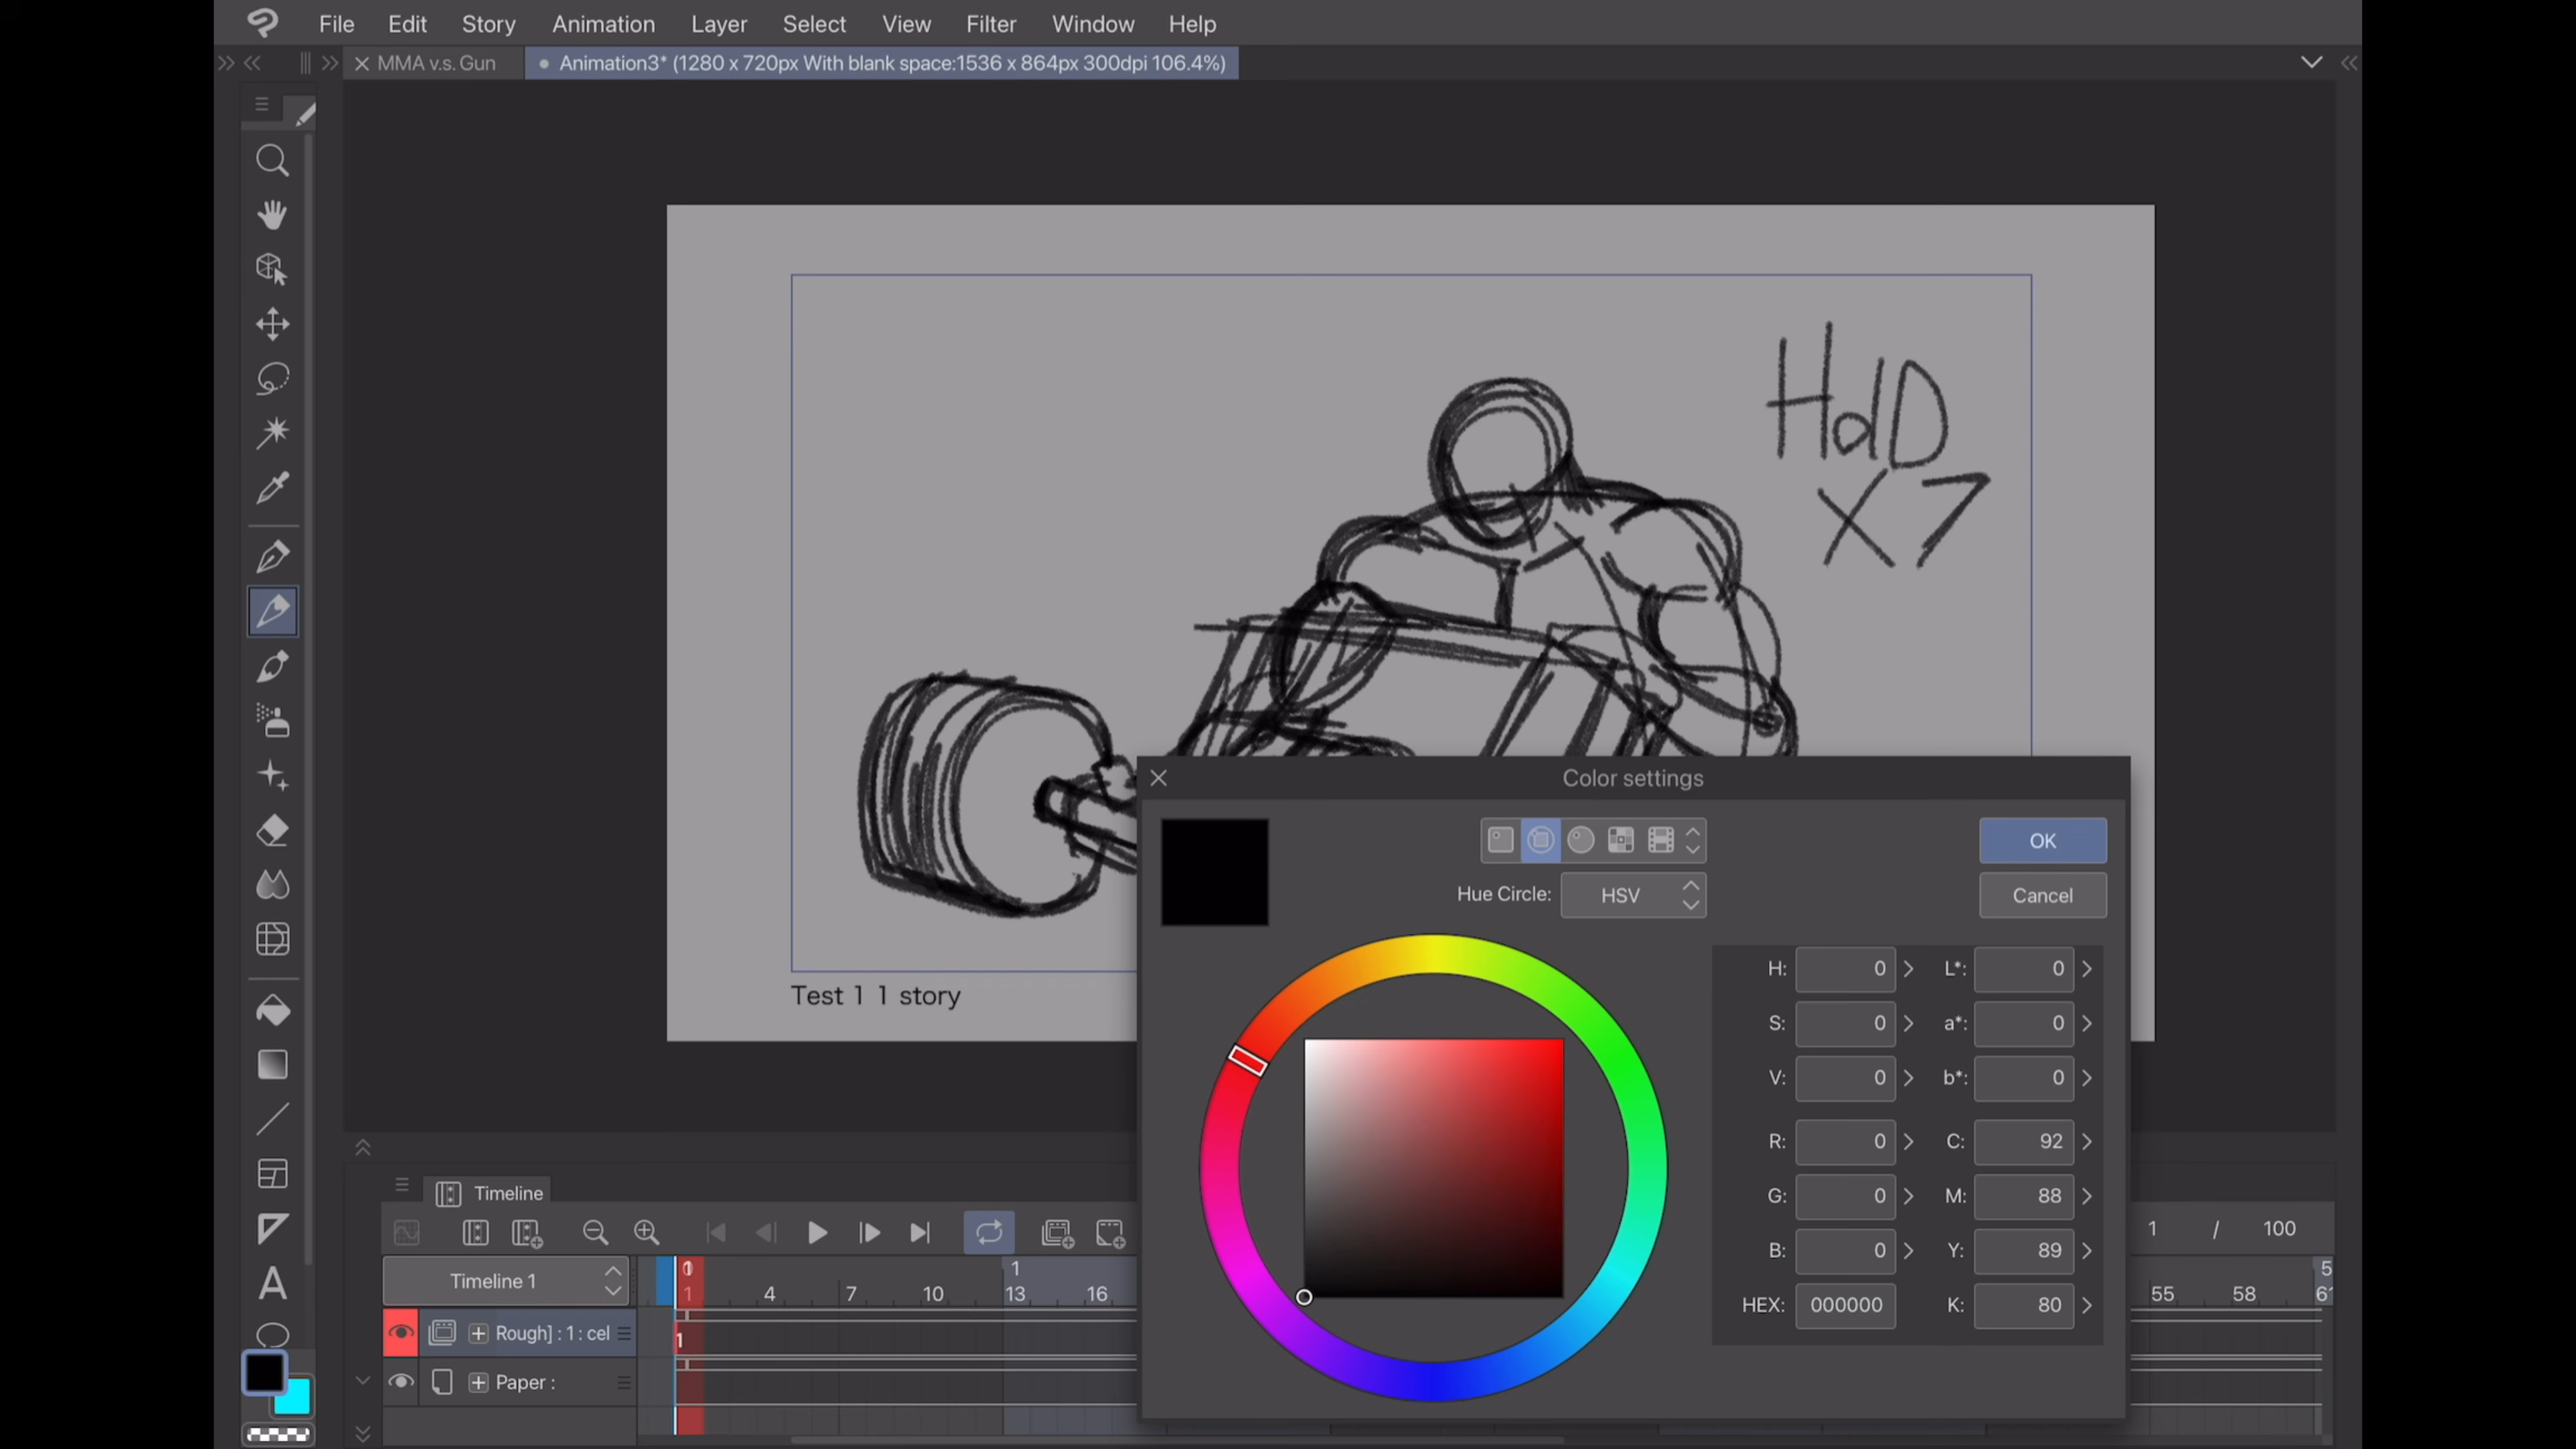 File Edit Story Animation Layer Select View Filter Window Help
MMA v.s. Gun
Animation3* (1280 x 720px With blank space:1536 x 864px 300dpi 106.4%)
HolD
X7
Test 1 1 story
Color settings
OK
Hue Circle: HSV
Cancel
H: 0 L*: 0
S: 0 a*: 0
V: 0 b*: 0
R: 0 C: 92
G: 0 M: 88
B: 0 Y: 89
HEX: 000000 K: 80
Timeline
1 / 100
Timeline 1
1
1 4 7 10 13 16 55 58
Rough] : 1 : cel
1
Paper :